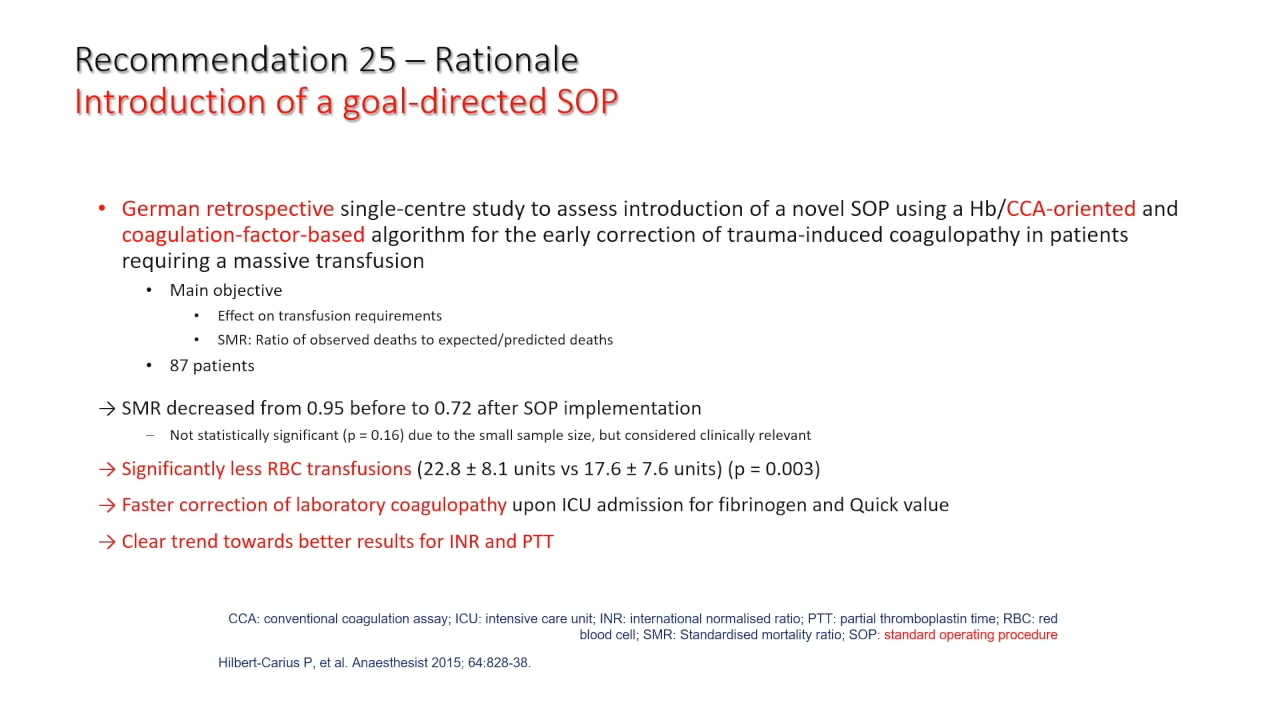 Recommendation 25 – Rationale
Introduction of a goal-directed SOP
• German retrospective single-centre study to assess introduction of a novel SOP using a Hb/CCA-oriented and
coagulation-factor-based algorithm for the early correction of trauma-induced coagulopathy in patients
requiring a massive transfusion
• Main objective
• Effect on transfusion requirements
• SMR: Ratio of observed deaths to expected/predicted deaths
• 87 patients
→ SMR decreased from 0.95 before to 0.72 after SOP implementation
– Not statistically significant (p = 0.16) due to the small sample size, but considered clinically relevant
→ Significantly less RBC transfusions (22.8 ± 8.1 units vs 17.6 ± 7.6 units) (p = 0.003)
→ Faster correction of laboratory coagulopathy upon ICU admission for fibrinogen and Quick value
→ Clear trend towards better results for INR and PTT
CCA: conventional coagulation assay; ICU: intensive care unit; INR: international normalised ratio; PTT: partial thromboplastin time; RBC: red
blood cell; SMR: Standardised mortality ratio; SOP: standard operating procedure
Hilbert-Carius P, et al. Anaesthesist 2015; 64:828-38.